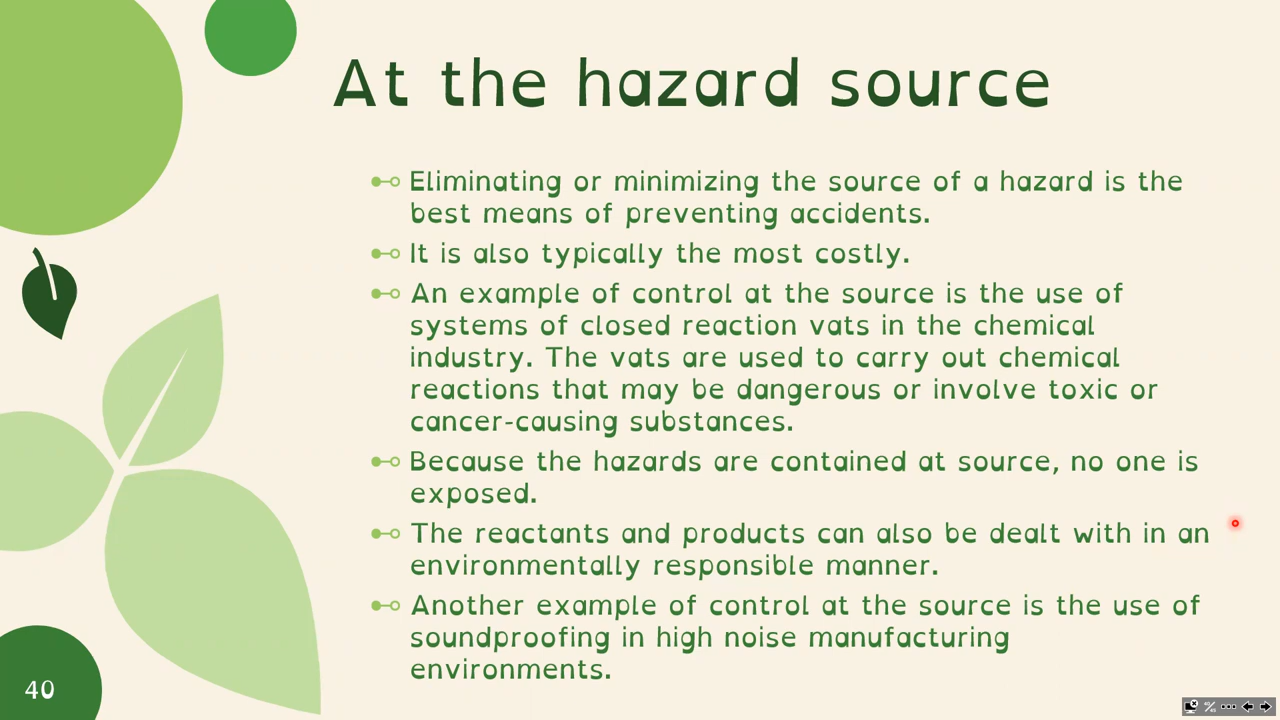 At the hazard source
Eliminating or minimizing the source of a hazard is the
best means of preventing accidents.
It is also typically the most costly.
An example of control at the source is the use of
systems of closed reaction vats in the chemical
industry. The vats are used to carry out chemical
reactions that may be dangerous or involve toxic or
cancer-causing substances.
Because the hazards are contained at source, no one is
exposed.
The reactants and products can also be dealt with in an
environmentally responsible manner.
Another example of control at the source is the use of
soundproofing in high noise manufacturing
environments.
40